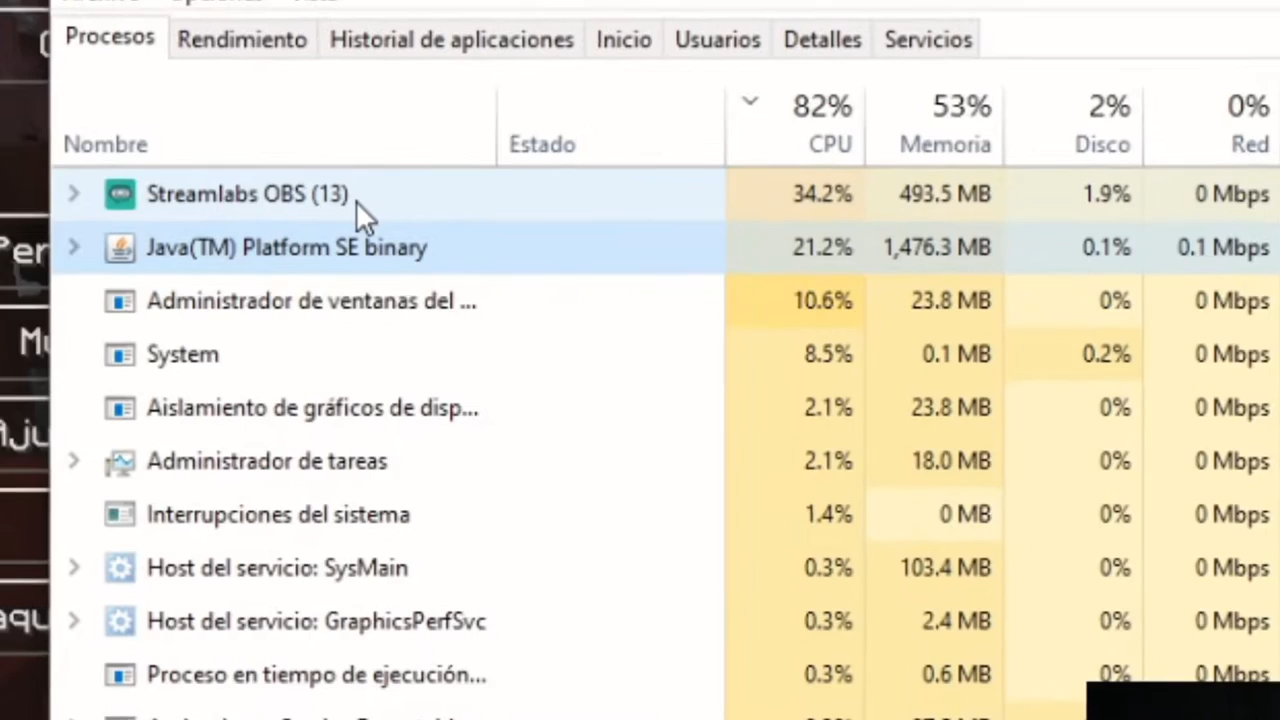 Procesos Rendimiento Historial de aplicaciones Inicio Usuarios Detalles Servicios
82% 53% 2% 0%
Nombre Estado CPU Memoria Disco Red
Streamlabs OBS (13) 34.2% 493.5 MB 1.9% 0 Mbps
Java(TM) Platform SE binary 21.2% 1,476.3 MB 0.1% 0.1 Mbps
Administrador de ventanas del ... 10.6% 23.8 MB 0% 0 Mbps
System 8.5% 0.1 MB 0.2% 0 Mbps
Aislamiento de gráficos de disp... 2.1% 23.8 MB 0% 0 Mbps
Administrador de tareas 2.1% 18.0 MB 0% 0 Mbps
Interrupciones del sistema 1.4% 0 MB 0% 0 Mbps
Host del servicio: SysMain 0.3% 103.4 MB 0% 0 Mbps
Host del servicio: GraphicsPerfSvc 0.3% 2.4 MB 0% 0 Mbps
Proceso en tiempo de ejecución... 0.3% 0.6 MB 0% 0 Mbps